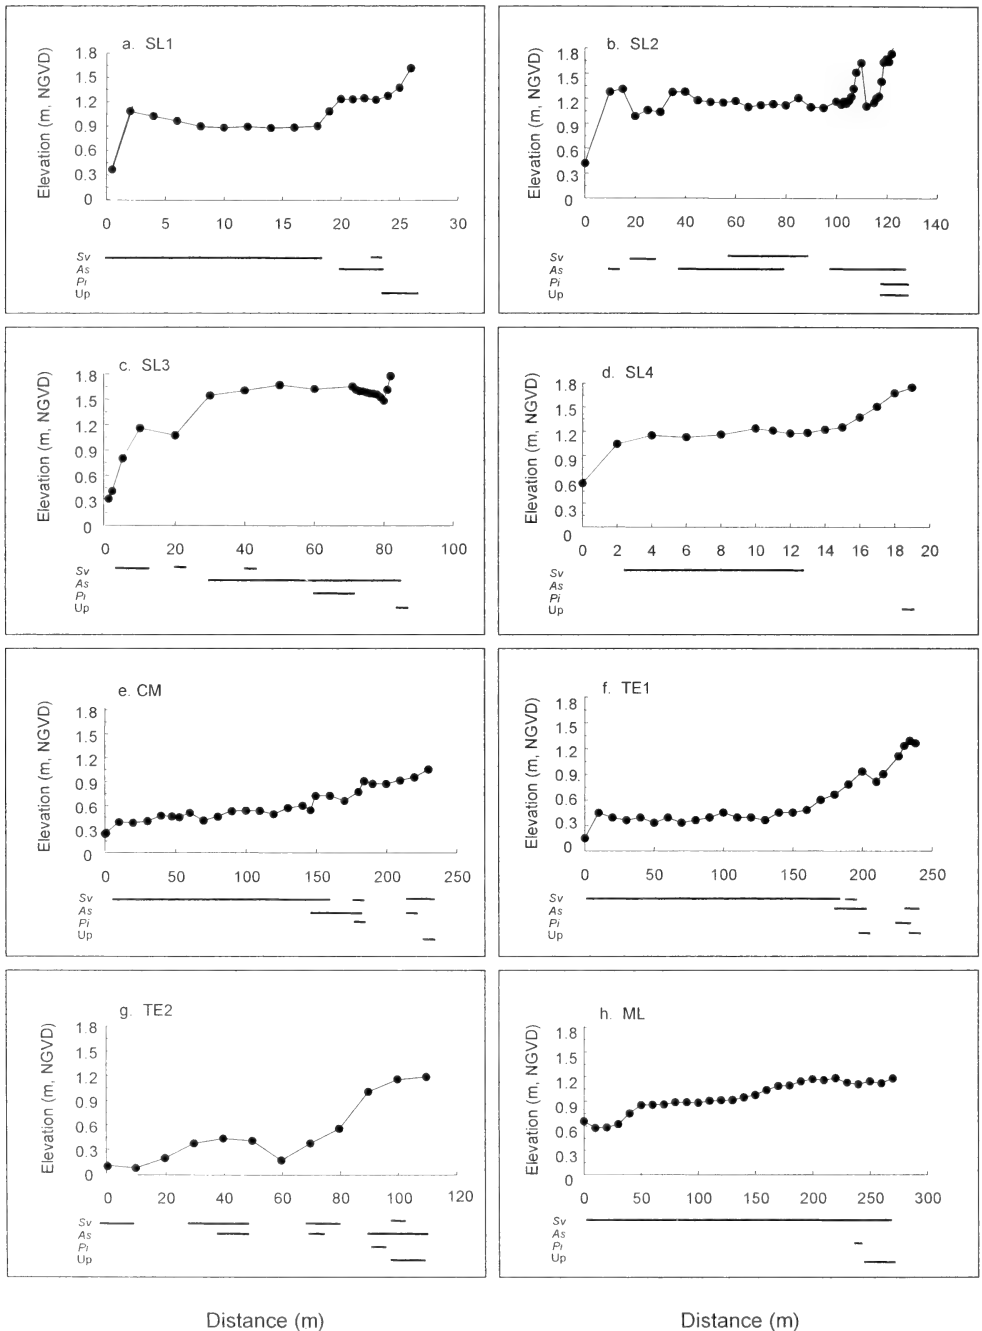 a. SL1
Elevation (m, NGVD)
1.8
1.5
1.2
0.9
0.6
0.3
0
0 5 10 15 20 25 30
Sv
As
Pi
Up
b. SL2
Elevation (m, NGVD)
1.8
1.5
1.2
0.9
0.6
0.3
0
0 20 40 60 80 100 120 140
Sv
As
Pi
Up
c. SL3
Elevation (m, NGVD)
1.8
1.5
1.2
0.9
0.6
0.3
0
0 20 40 60 80 100
Sv
As
Pi
Up
d. SL4
Elevation (m, NGVD)
1.8
1.5
1.2
0.9
0.6
0.3
0
0 2 4 6 8 10 12 13 14 16 18 20
Sv
As
Pi
Up
e. CM
Elevation (m, NGVD)
1.8
1.5
1.2
0.9
0.6
0.3
0
0 50 100 150 200 250
Sv
As
Pi
Up
f. TE1
Elevation (m, NGVD)
1.8
1.5
1.2
0.9
0.6
0.3
0
0 50 100 150 200 250
Sv
As
Pi
Up
g. TE2
Elevation (m, NGVD)
1.8
1.5
1.2
0.9
0.6
0.3
0
0 20 40 60 80 100 120
Sv
As
Pi
Up
h. ML
Elevation (m, NGVD)
1.8
1.5
1.2
0.9
0.6
0.3
0
0 50 100 150 200 250 300
Sv
As
Pi
Up
Distance (m)
Distance (m)